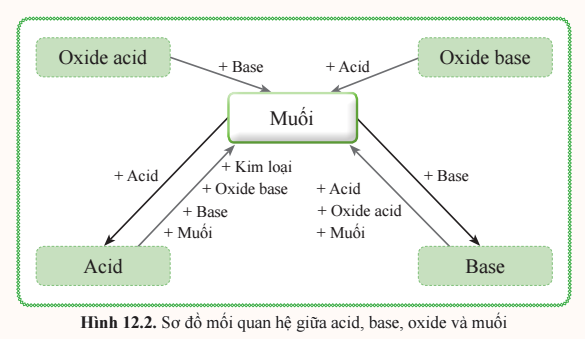 Oxide acid
Oxide base
+ Base
+ Acid
Muối
+ Acid
+ Kim loại
+ Oxide base
+ Base
+ Muối
+ Acid
+ Oxide acid
+ Muối
+ Base
Acid
Base
Hình 12.2. Sơ đồ mối quan hệ giữa acid, base, oxide và muối